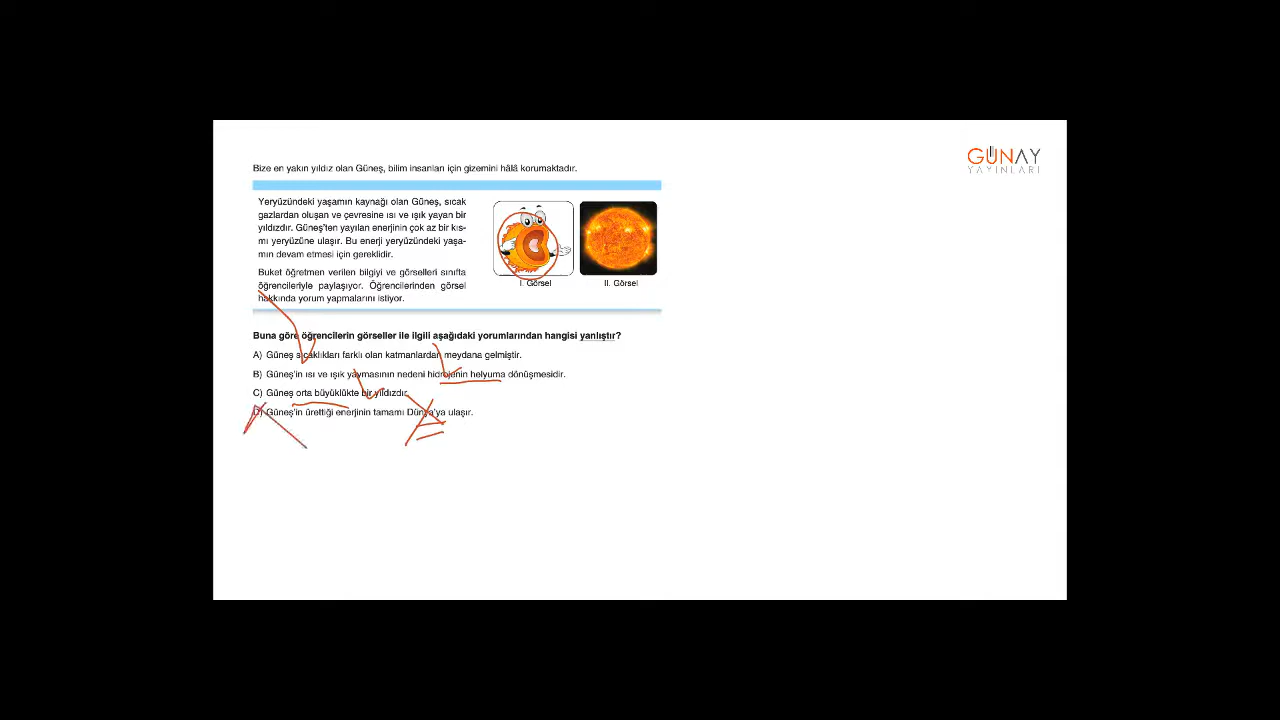 GÜNAY
YAYINLARI
Bize en yakın yıldız olan Güneş, bilim insanları için gizemini hâlâ korumaktadır.
Yeryüzündeki yaşamın kaynağı olan Güneş, sıcak
gazlardan oluşan ve çevresine ısı ve ışık yayan bir
yıldızdır. Güneş'ten yayılan enerjinin çok az bir kıs-
mı yeryüzüne ulaşır. Bu enerji yeryüzündeki yaşa-
mın devam etmesi için gereklidir.
Buket öğretmen verilen bilgiyi ve görselleri sınıfta
öğrencileriyle paylaşıyor. Öğrencilerinden görsel
hakkında yorum yapmalarını istiyor.
I. Görsel
II. Görsel
Buna göre öğrencilerin görseller ile ilgili aşağıdaki yorumlarından hangisi yanlıştır?
A) Güneş sıcaklıkları farklı olan katmanlardan meydana gelmiştir.
B) Güneş'in ısı ve ışık yaymasının nedeni hidrojenin helyuma dönüşmesidir.
C) Güneş orta büyüklükte bir yıldızdır.
D) Güneş'in ürettiği enerjinin tamamı Dünya'ya ulaşır.